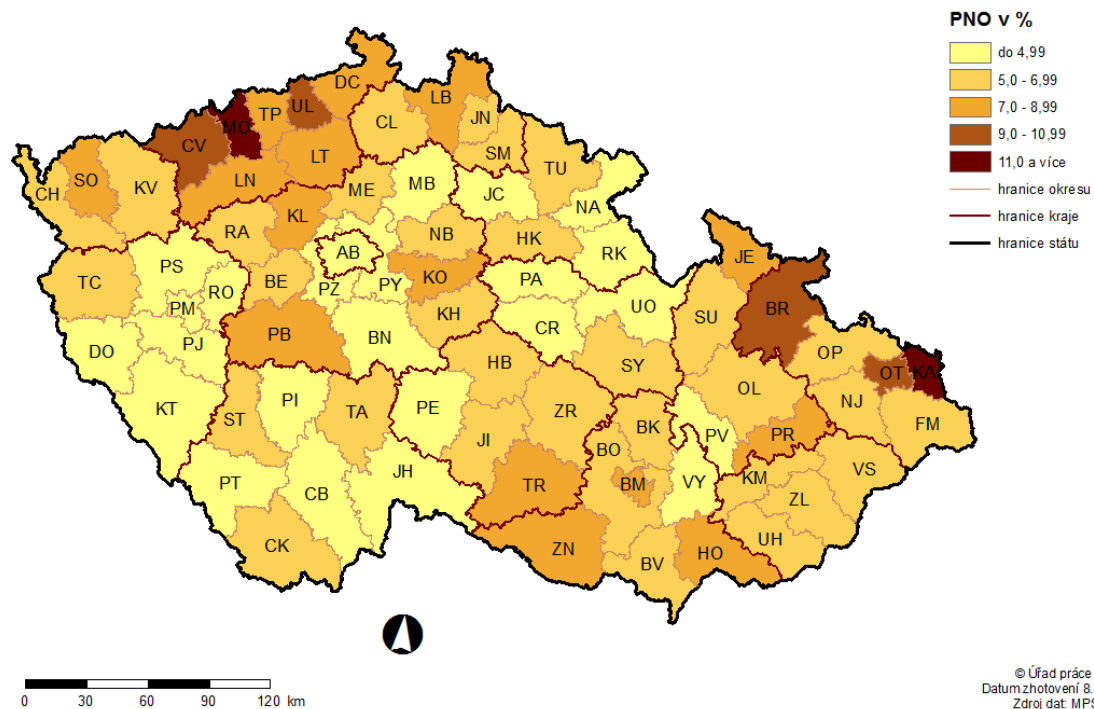 PNO v %
do 4,99
5,0 - 6,99
7,0 - 8,99
9,0 - 10,99
11,0 a více
hranice okresu
hranice kraje
hranice státu
DC
UL
TP
MO
LB
JN
CL
CV
LT
SM
TU
SO
KV
CH
LN
ME
MB
JC
NA
KL
RA
NB
HK
AB
RK
JE
PS
TC
RO
BE
PZ
PY
KO
PA
UO
BR
PM
KH
SU
PB
BN
CR
OP
DO
PJ
HB
SY
OT
KA
OL
NJ
KT
PI
TA
PE
ZR
ST
BK
PV
PR
FM
JI
BO
VS
PT
CB
JH
TR
BM
VY
KM
ZL
CK
ZN
HO
UH
BV
0 30 60 90 120 km
© Úřad práce
Datum zhotovení 8.
Zdroj dat: MPS